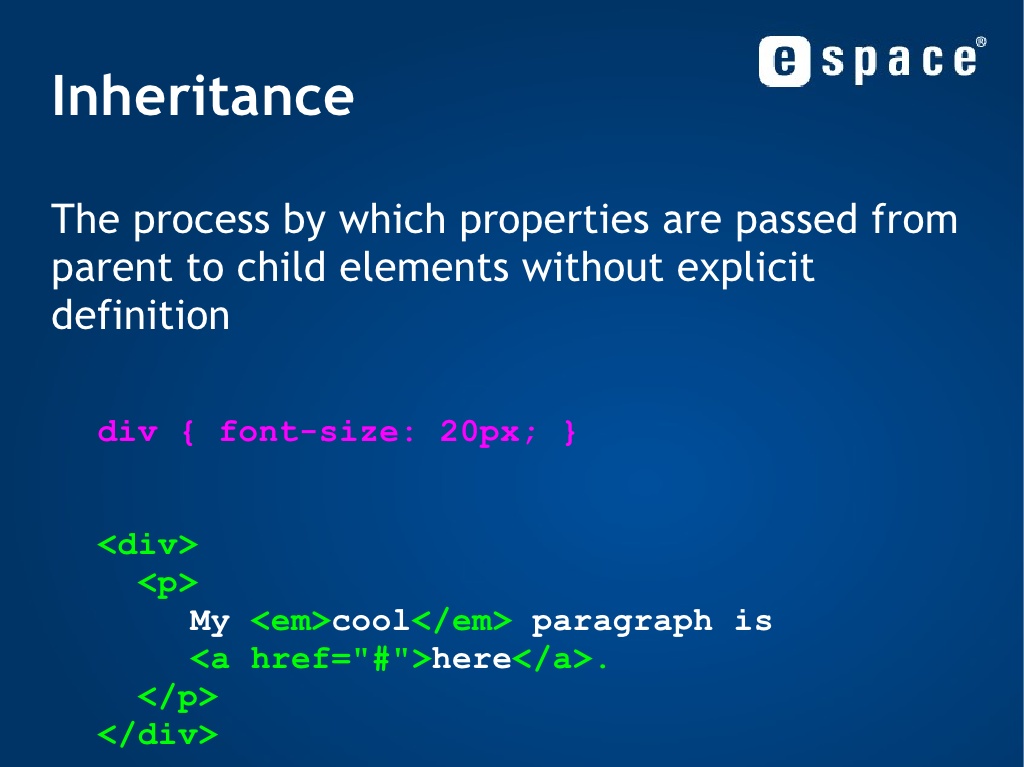 e space®
Inheritance
The process by which properties are passed from
parent to child elements without explicit
definition
div { font-size: 20px; }
<div>
<p>
My <em>cool</em> paragraph is
<a href="#">here</a>.
</p>
</div>